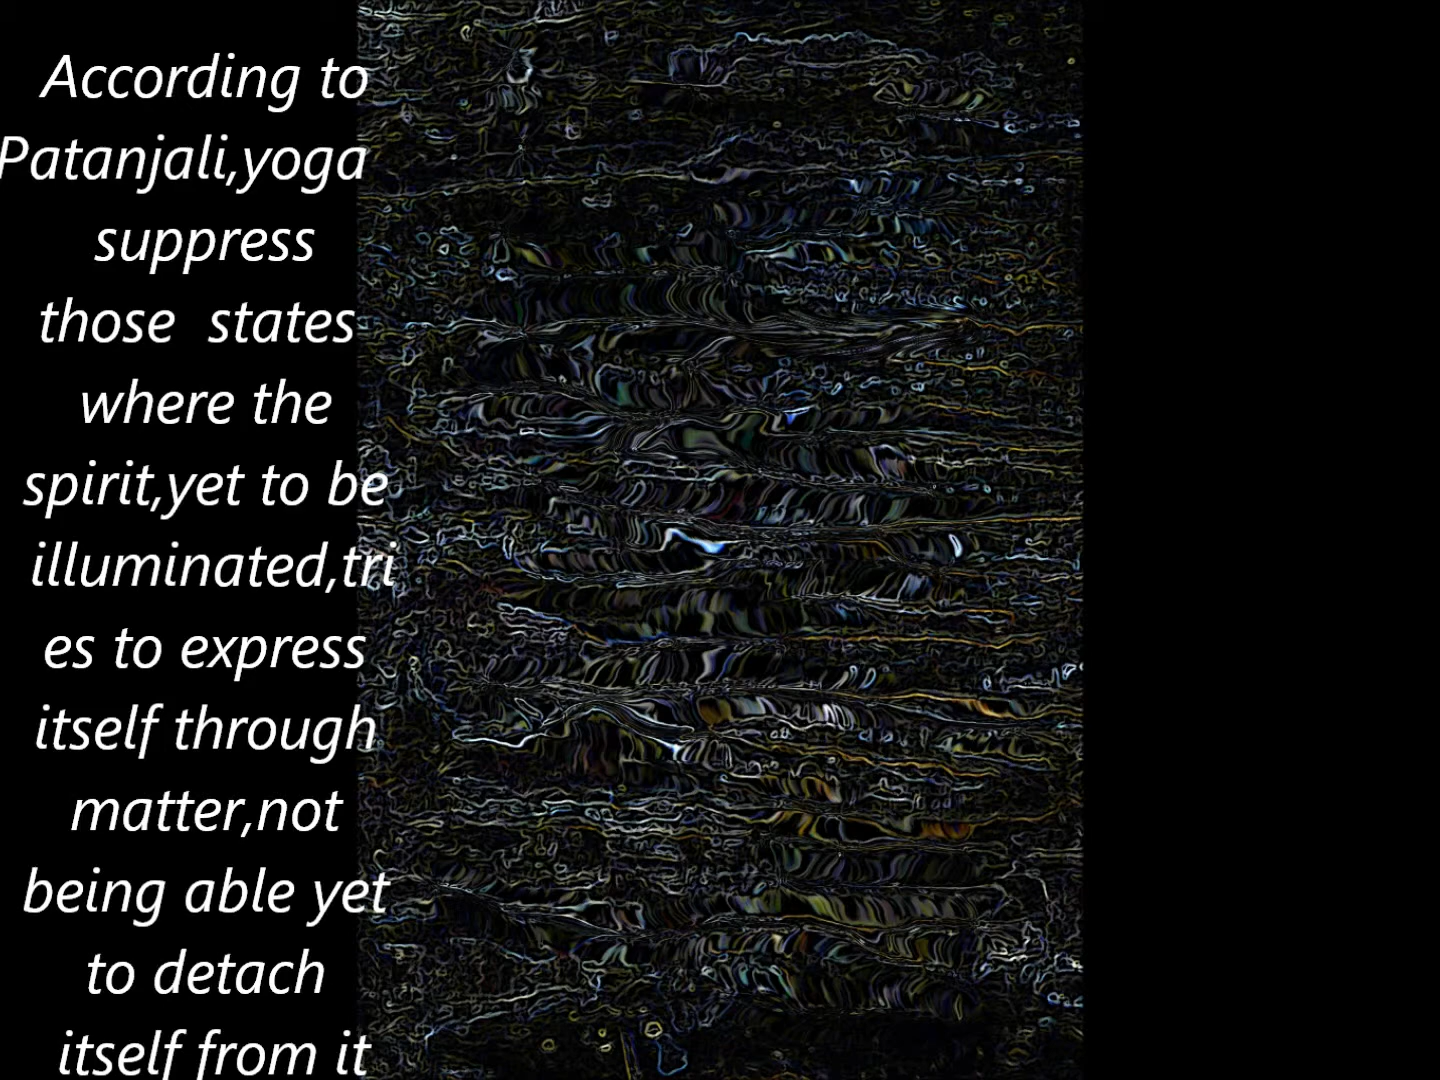 According to
Patanjali,yoga
suppress
those  states
where the
spirit,yet to be
illuminated,tri
es to express
itself through
matter,not
being able yet
to detach
itself from it